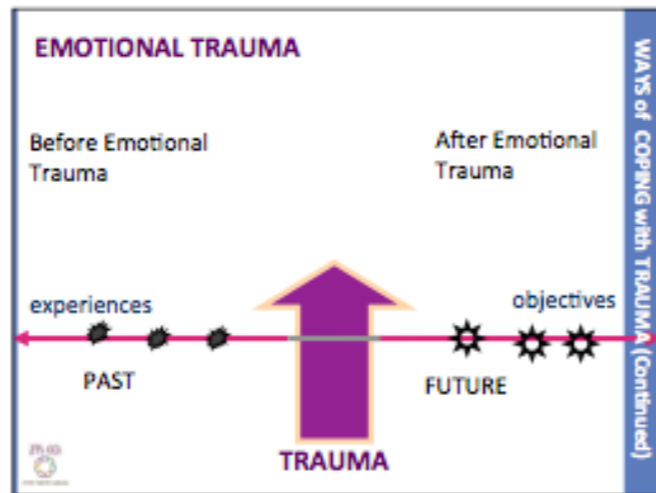 EMOTIONAL TRAUMA
Before Emotional
Trauma
After Emotional
Trauma
experiences
objectives
PAST
FUTURE
TRAUMA
WAYS of COPING with TRAUMA (Continued)